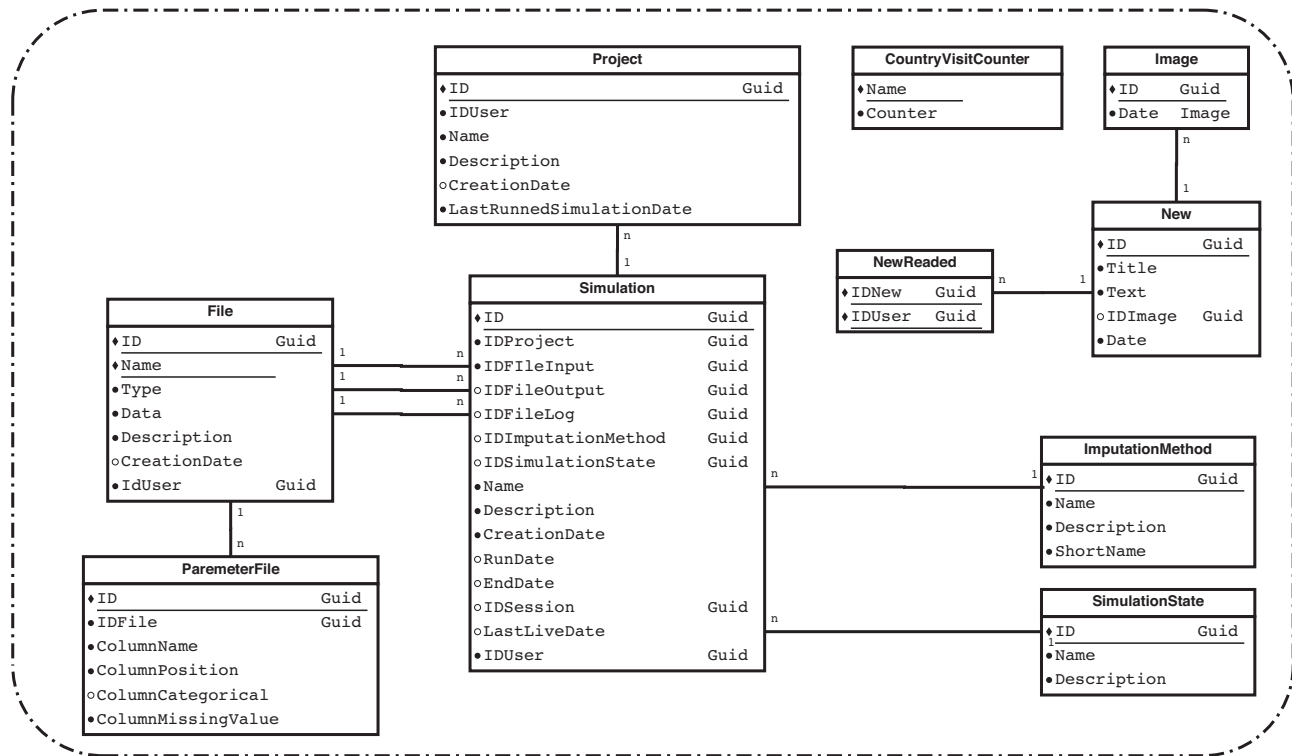 Project
ID Guid
IDUser
Name
Description
CreationDate
LastRunnedSimulationDate
n
1
CountryVisitCounter
Name
Counter
Image
ID Guid
Date Image
n
1
New
ID Guid
Title
Text
IDImage Guid
Date
NewReaded
IDNew Guid
IDUser Guid
n
1
File
ID Guid
Name
Type
Data
Description
CreationDate
IdUser Guid
1
n
1
n
1
n
1
n
Simulation
ID Guid
IDProject Guid
IDFIleInput Guid
IDFileOutput Guid
IDFileLog Guid
IDImputationMethod Guid
IDSimulationState Guid
Name
Description
CreationDate
RunDate
EndDate
IDSession Guid
LastLiveDate
IDUser Guid
n
1
n
1
ImputationMethod
ID Guid
Name
Description
ShortName
SimulationState
ID Guid
Name
Description
ParemeterFile
ID Guid
IDFile Guid
ColumnName
ColumnPosition
ColumnCategorical
ColumnMissingValue